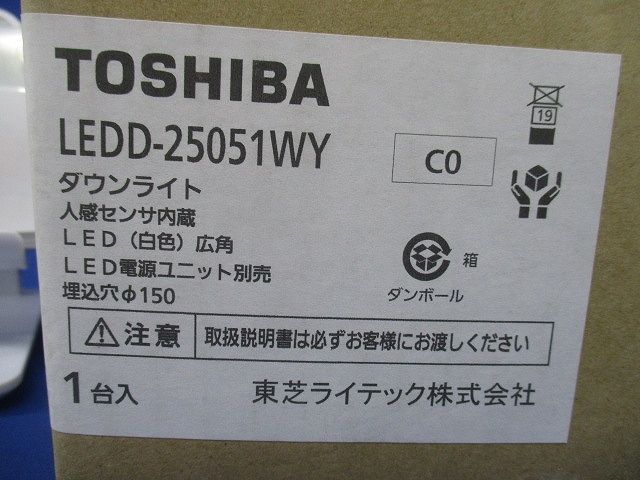 TOSHIBA
LEDD-25051WY
C0
19
ダウンライト
人感センサ内蔵
LED（白色）広角
LED電源ユニット別売
埋込穴φ150
箱
ダンボール
注意
取扱説明書は必ずお客様にお渡しください
1台入
東芝ライテック株式会社